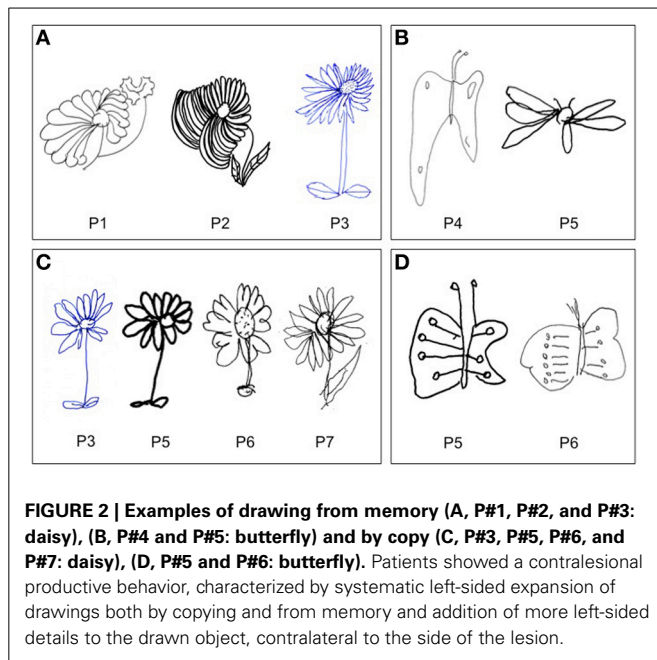 A
B
P1
P2
P3
P4
P5
C
D
P3
P5
P6
P7
P5
P6
FIGURE 2 | Examples of drawing from memory (A, P#1, P#2, and P#3:
daisy), (B, P#4 and P#5: butterfly) and by copy (C, P#3, P#5, P#6, and
P#7: daisy), (D, P#5 and P#6: butterfly). Patients showed a contralesional
productive behavior, characterized by systematic left-sided expansion of
drawings both by copying and from memory and addition of more left-sided
details to the drawn object, contralateral to the side of the lesion.